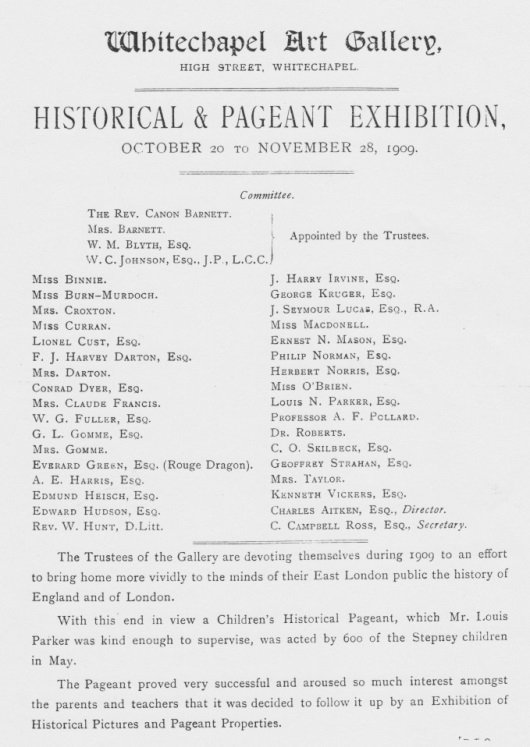 Whitechapel Art Gallery,
HIGH STREET, WHITECHAPEL.
HISTORICAL & PAGEANT EXHIBITION,
OCTOBER 20 TO NOVEMBER 28, 1909.
Committee.
THE REV. CANON BARNETT.
MRS. BARNETT.
W. M. BLYTH, ESQ.
W. C. JOHNSON, ESQ., J.P., L.C.C.
Appointed by the Trustees.
MISS BINNIE.
MISS BURN-MURDOCH.
MRS. CROXTON.
MISS CURRAN.
LIONEL CUST, ESQ.
F. J. HARVEY DARTON, ESQ.
MRS. DARTON.
CONRAD DYER, ESQ.
MRS. CLAUDE FRANCIS.
W. G. FULLER, ESQ.
G. L. GOMME, ESQ.
MRS. GOMME.
EVERARD GREEN, ESQ. (Rouge Dragon).
A. E. HARRIS, ESQ.
EDMUND HEISCH, ESQ.
EDWARD HUDSON, ESQ.
REV. W. HUNT, D.Litt.
J. HARRY IRVINE, ESQ.
GEORGE KRUGER, ESQ.
J. SEYMOUR LUCAS, ESQ., R.A.
MISS MACDONELL.
ERNEST N. MASON, ESQ.
PHILIP NORMAN, ESQ.
HERBERT NORRIS, ESQ.
MISS O'BRIEN.
LOUIS N. PARKER, ESQ.
PROFESSOR A. F. POLLARD.
DR. ROBERTS.
C. O. SKILBECK, ESQ.
GEOFFREY STRAHAN, ESQ.
MRS. TAYLOR.
KENNETH VICKERS, ESQ.
CHARLES AITKEN, ESQ., Director.
C. CAMPBELL ROSS, ESQ., Secretary.
The Trustees of the Gallery are devoting themselves during 1909 to an effort
to bring home more vividly to the minds of their East London public the history of
England and of London.
With this end in view a Children's Historical Pageant, which Mr. Louis
Parker was kind enough to supervise, was acted by 600 of the Stepney children
in May.
The Pageant proved very successful and aroused so much interest amongst
the parents and teachers that it was decided to follow it up by an Exhibition of
Historical Pictures and Pageant Properties.